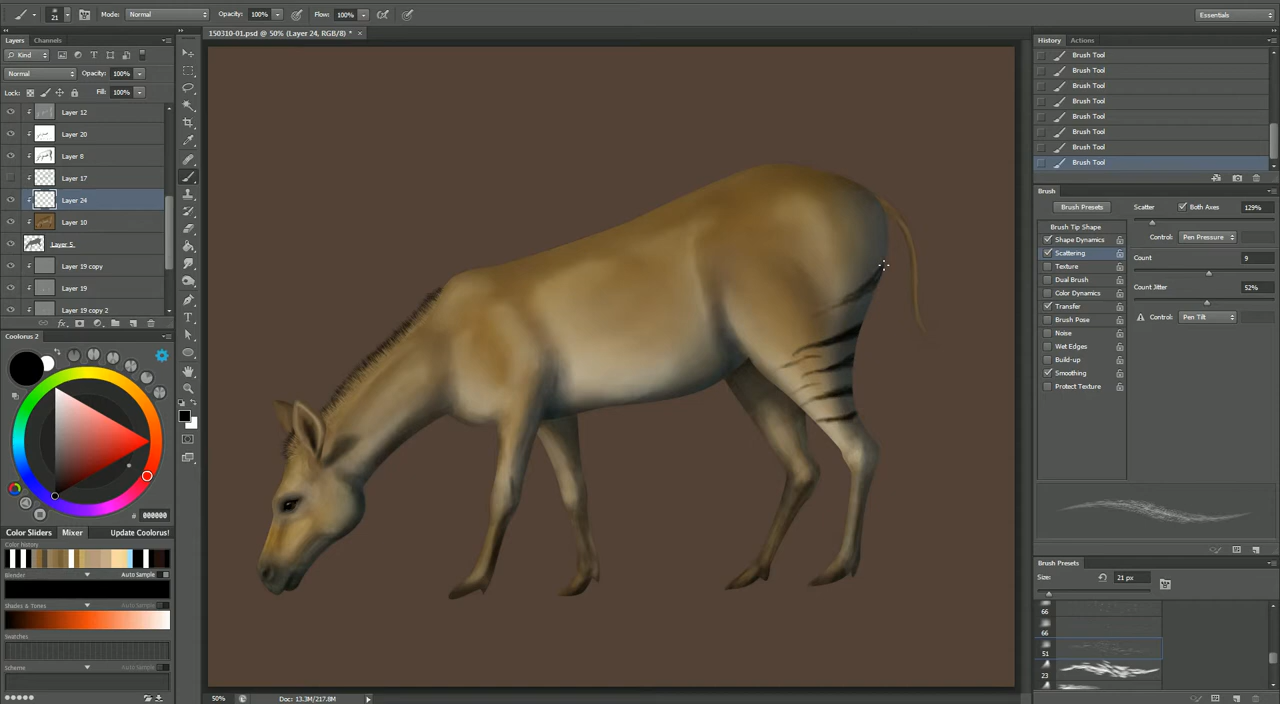 21
Mode:
Normal
Opacity: 100%
Flow: 100%
Essentials
Layers
Channels
150310-01.psd @ 50% (Layer 24, RGB/8) *
History
Actions
Kind
Normal
Opacity: 100%
Lock:
Fill: 100%
Layer 12
Layer 20
Layer 8
Layer 17
Layer 24
Layer 10
Layer 5
Layer 19 copy
Layer 19
Layer 19 copy 2
Coolorus 2
000000
Color Sliders
Mixer
Update Coolorus!
Color history
Blender
Auto Sample
Shades & Tones
Auto Sample
Swatches
Scheme
50%
Doc: 13.3M/217.8M
Brush Tool
Brush Tool
Brush Tool
Brush Tool
Brush Tool
Brush Tool
Brush Tool
Brush Tool
Brush
Brush Presets
Scatter
Both Axes
129%
Brush Tip Shape
Shape Dynamics
Scattering
Texture
Dual Brush
Color Dynamics
Transfer
Brush Pose
Noise
Wet Edges
Build-up
Smoothing
Protect Texture
Control: Pen Pressure
Count
9
Count Jitter
52%
Control: Pen Tilt
Brush Presets
Size:
21 px
66
66
51
23